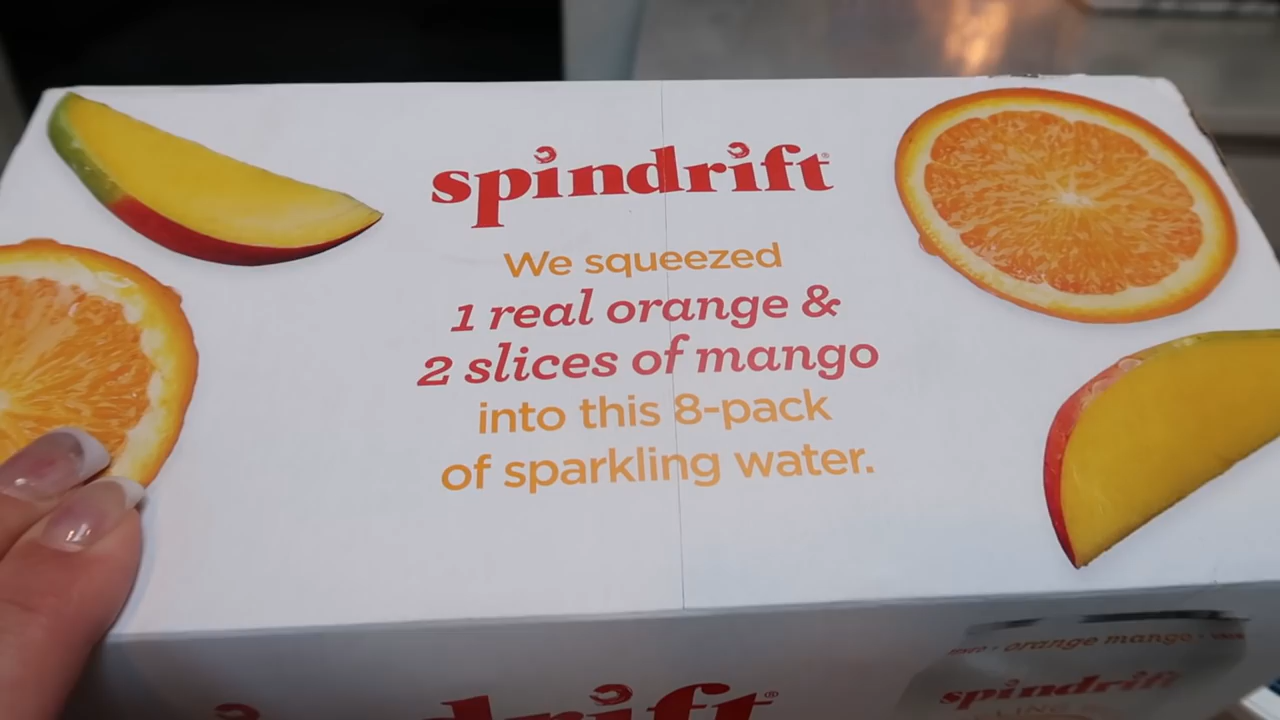 spindrift®
We squeezed
1 real orange &
2 slices of mango
into this 8-pack
of sparkling water.
orange mango
spindrift
drift®